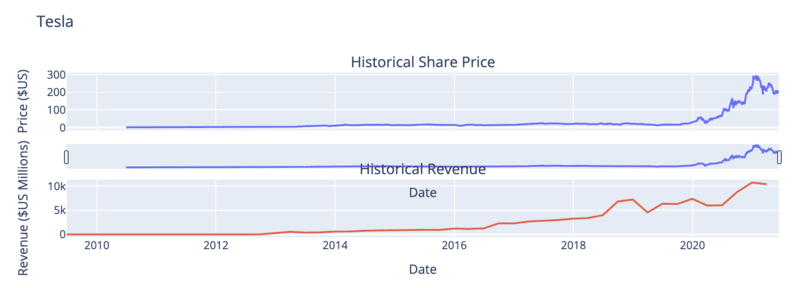 Tesla
Historical Share Price
Price ($US)
300
200
100
0
Historical Revenue
Date
Revenue ($US Millions)
10k
5k
0
2010 2012 2014 2016 2018 2020
Date